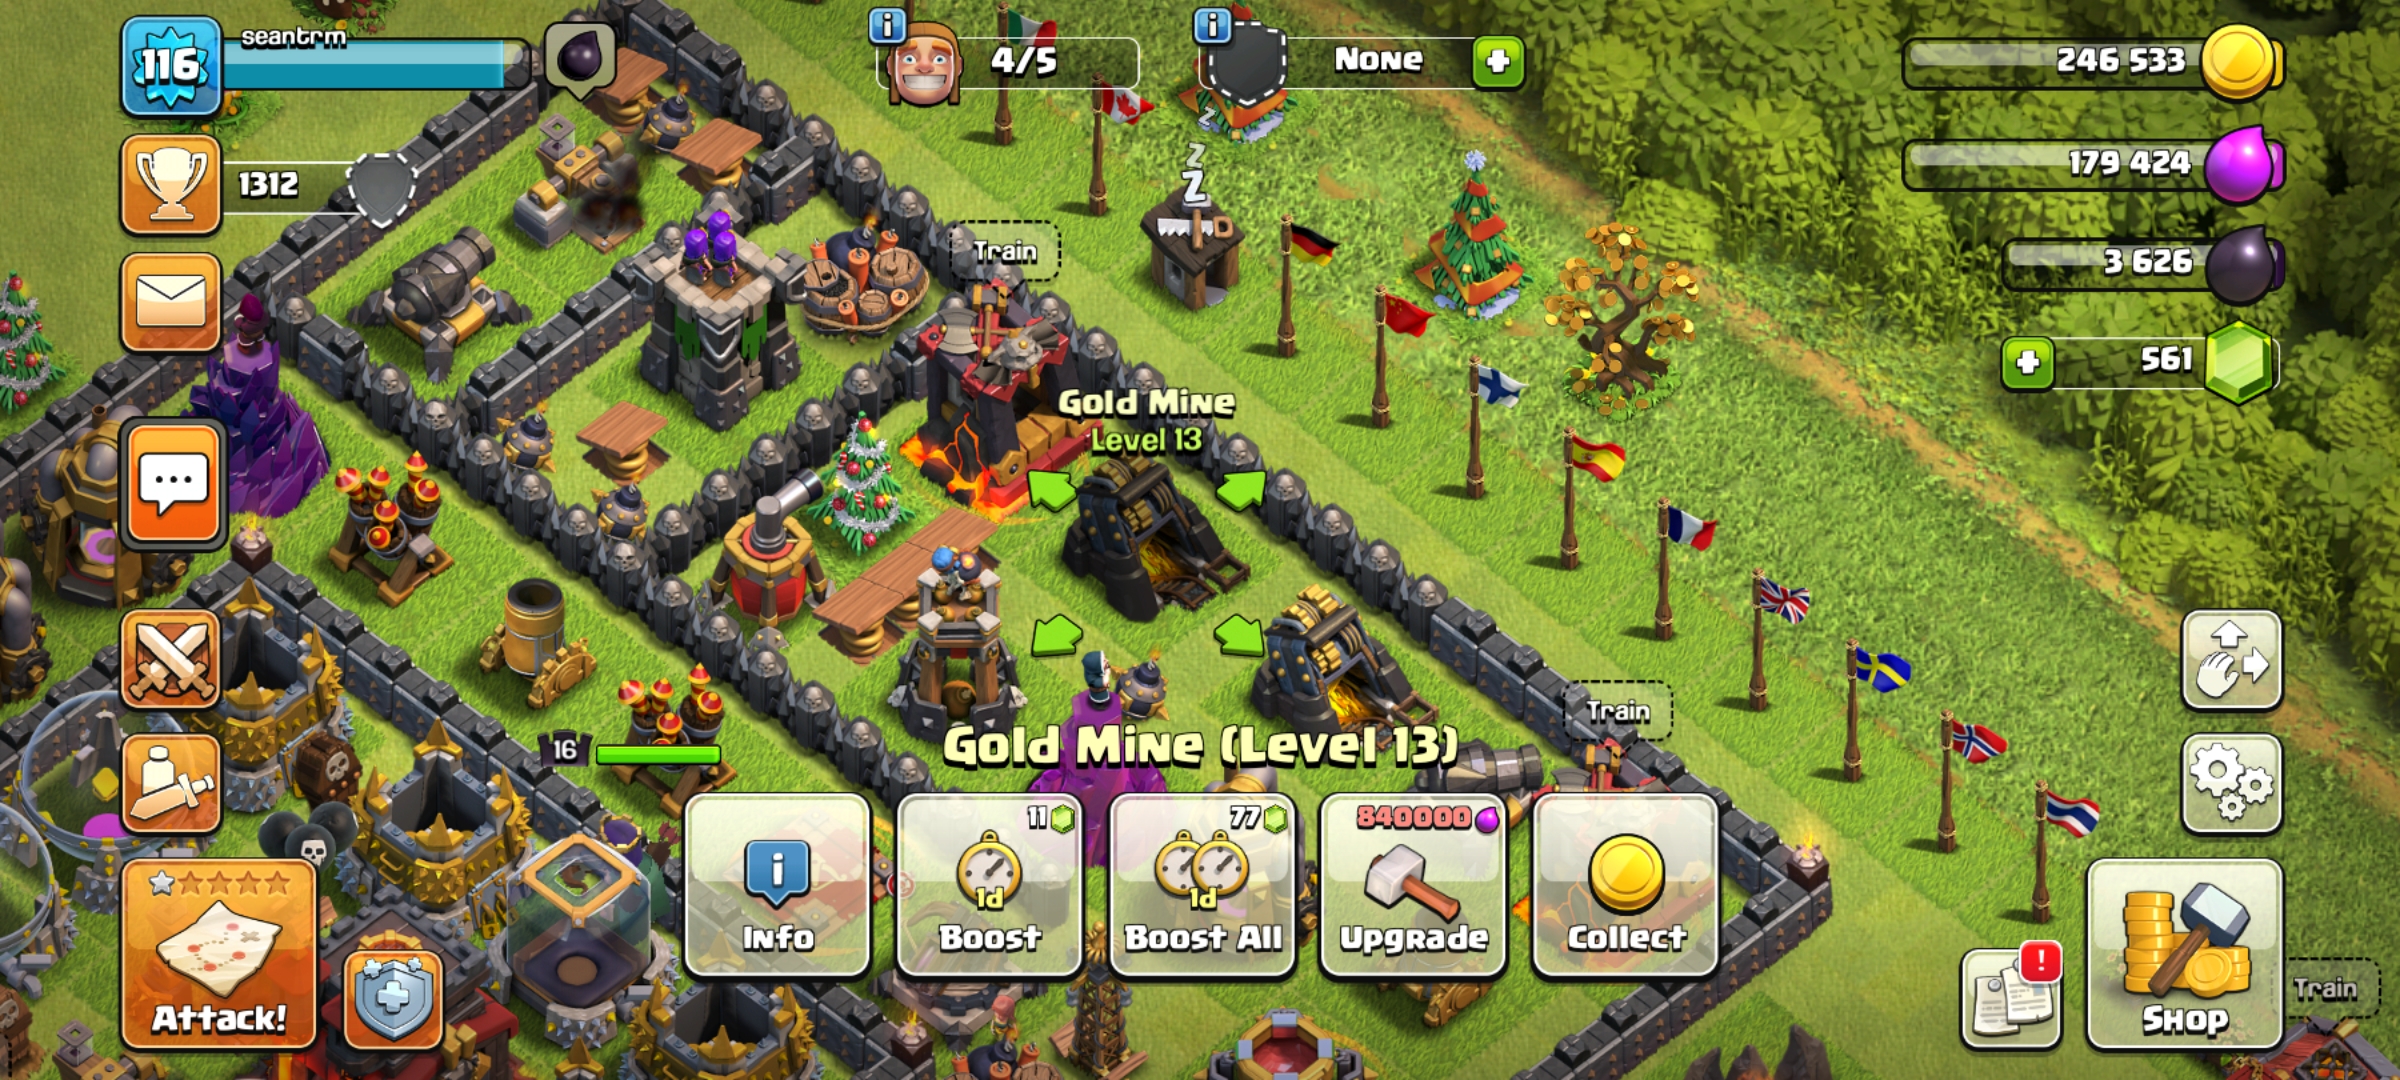 116
seantrm
i
4/5
i
None
246 533
1312
179 424
3 626
561
z
z
z
Train
Gold Mine
Level 13
Train
16
Gold Mine (Level 13)
i
Info
11
1d
Boost
77
1d
Boost All
840000
Upgrade
Collect
Attack!
!
Shop
Train